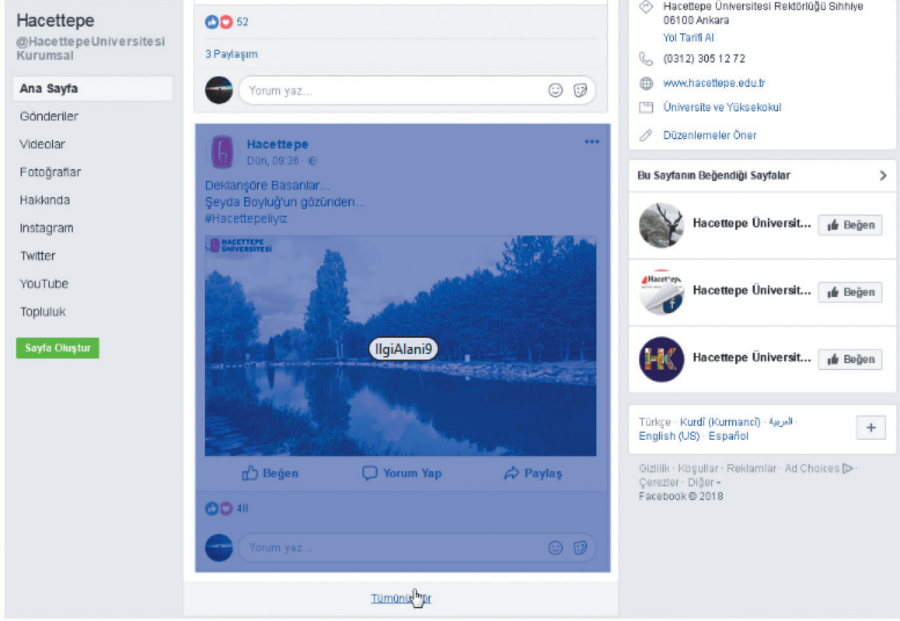 Hacettepe
@HacettepeUniversitesi
Kurumsal
Ana Sayfa
Gönderiler
Videolar
Fotoğraflar
Hakkında
Instagram
Twitter
YouTube
Topluluk
Sayfa Oluştur
52
3 Paylaşım
Yorum yaz...
Hacettepe
Dün, 09:36
Deklanşöre Basanlar...
Şeyda Boyluğ'un gözünden...
#Hacettepeliyiz
HACETTEPE
ÜNİVERSİTESİ
IlgiAlani9
Beğen Yorum Yap Paylaş
48
Yorum yaz...
Tümünü Gör
Hacettepe Üniversitesi Rektörlüğü Sıhhiye
06100 Ankara
Yol Tarifi Al
(0312) 305 12 72
www.hacettepe.edu.tr
Üniversite ve Yüksekokul
Düzenlemeler Öner
Bu Sayfanın Beğendiği Sayfalar
Hacettepe Üniversit... Beğen
Hacettepe Üniversit... Beğen
Hacettepe Üniversit... Beğen
Türkçe · Kurdî (Kurmancî) · العربية ·
English (US) · Español
Gizlilik · Koşullar · Reklamlar · Ad Choices ·
Çerezler · Diğer
Facebook © 2018